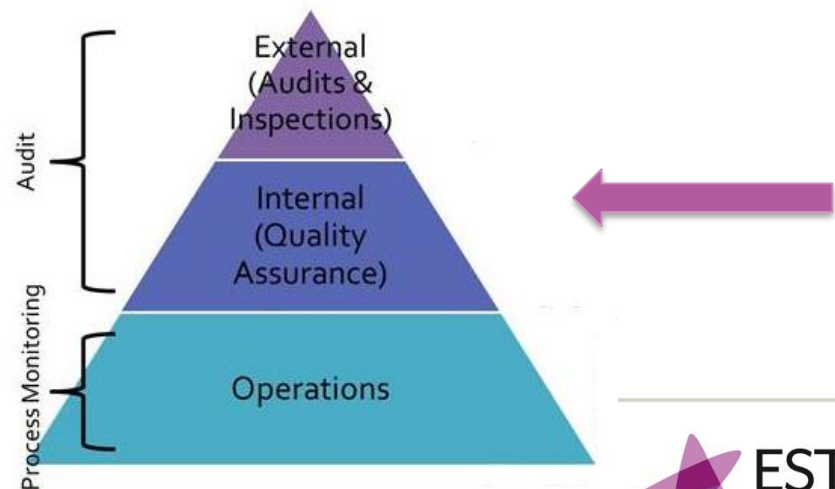 External
(Audits &
Inspections)
Audit
Internal
(Quality
Assurance)
Process Monitoring
Operations
EST